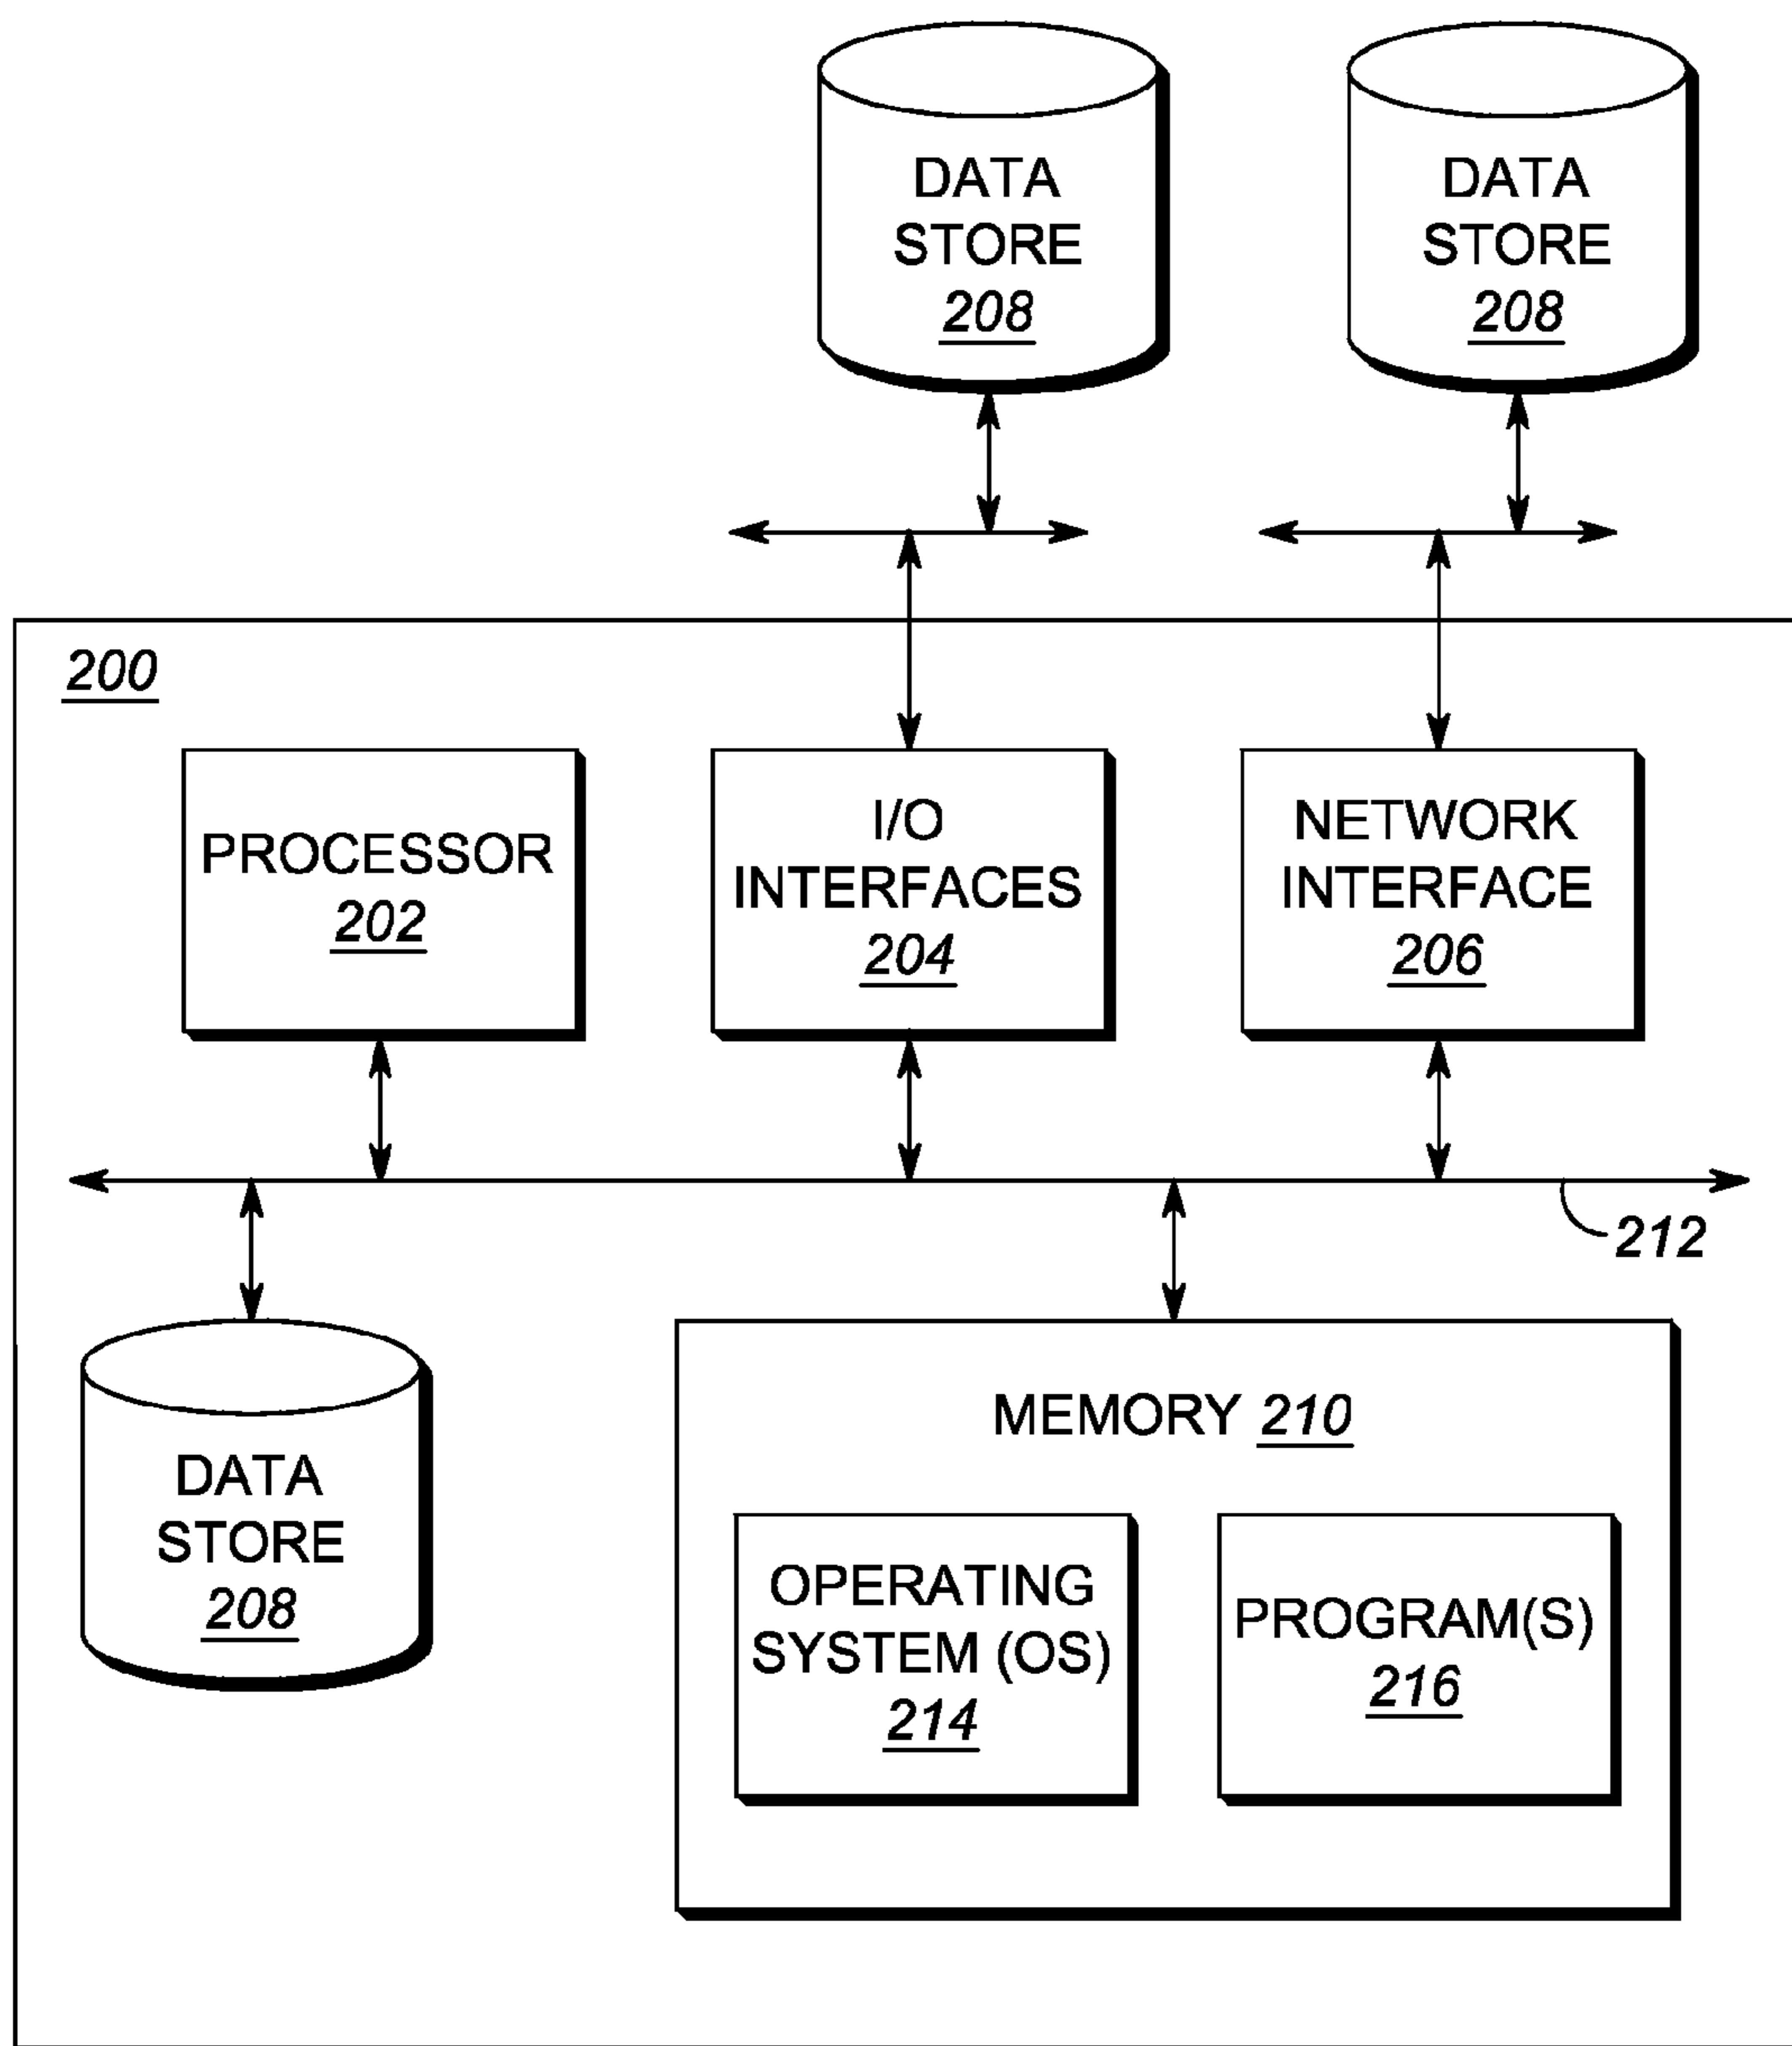 DATA
STORE
208
DATA
STORE
208
200
PROCESSOR
202
I/O
INTERFACES
204
NETWORK
INTERFACE
206
212
DATA
STORE
208
MEMORY 210
OPERATING
SYSTEM (OS)
214
PROGRAM(S)
216